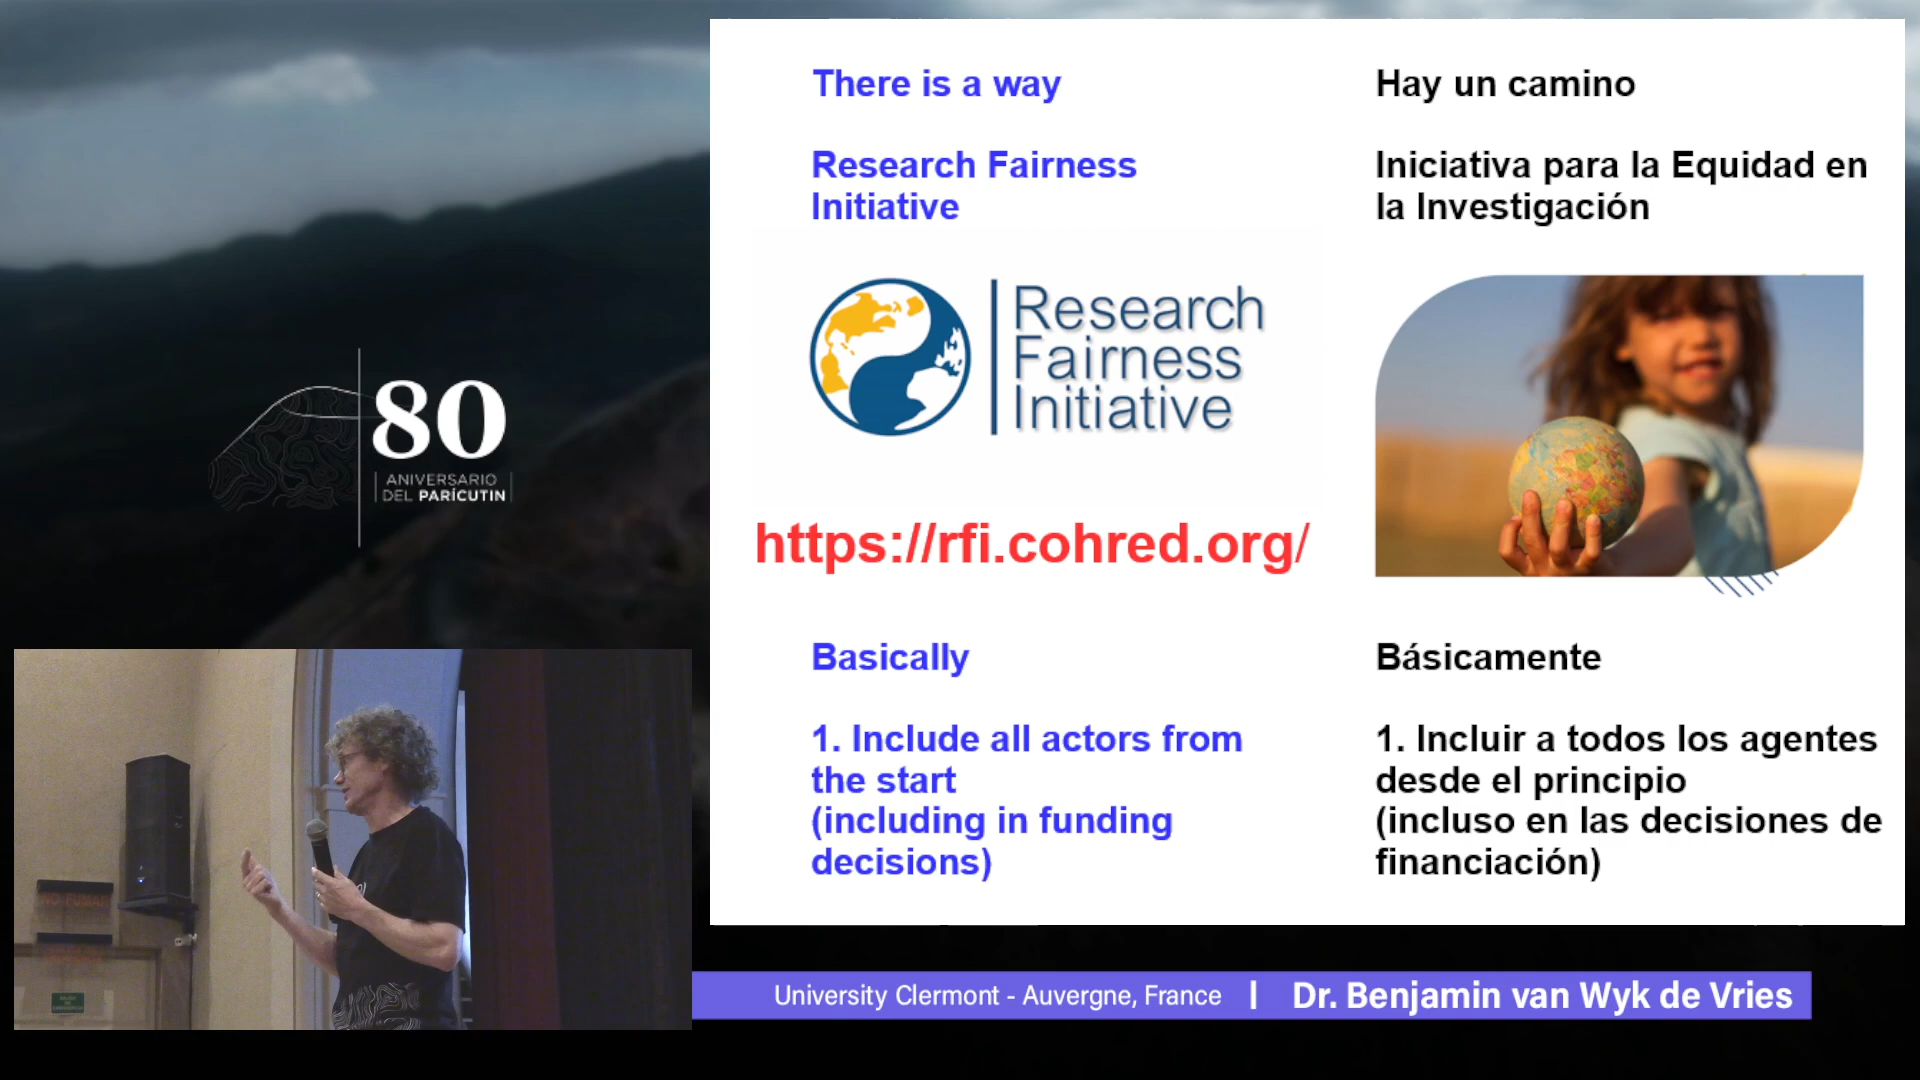 There is a way
Research Fairness
Initiative
Research
Fairness
Initiative
https://rfi.cohred.org/
Basically
1. Include all actors from
the start
(including in funding
decisions)
Hay un camino
Iniciativa para la Equidad en
la Investigación
Básicamente
1. Incluir a todos los agentes
desde el principio
(incluso en las decisiones de
financiación)
80
ANIVERSARIO
DEL PARÍCUTIN
NO FUMAR
University Clermont - Auvergne, France | Dr. Benjamin van Wyk de Vries